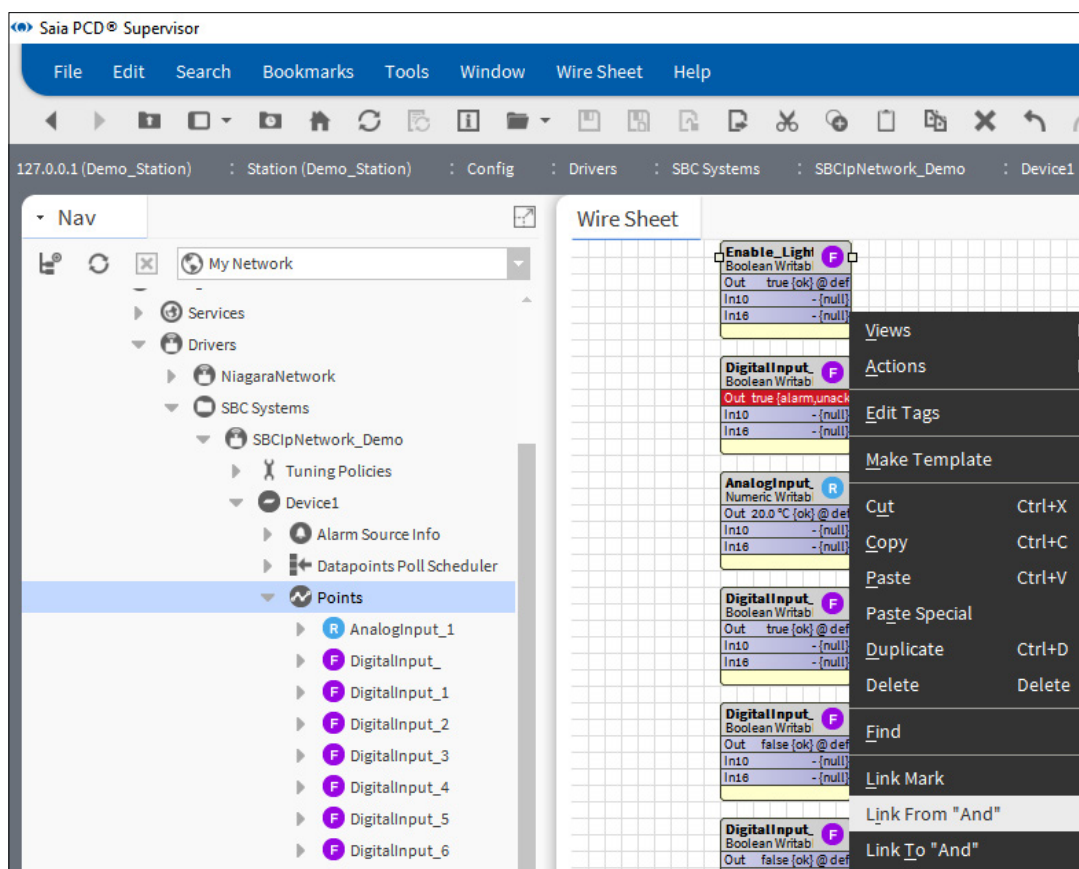 Saia PCD® Supervisor
File Edit Search Bookmarks Tools Window Wire Sheet Help
127.0.0.1 (Demo_Station) : Station (Demo_Station) : Config : Drivers : SBC Systems : SBCIpNetwork_Demo : Device1
Nav
My Network
Services
Drivers
NiagaraNetwork
SBC Systems
SBCIpNetwork_Demo
Tuning Policies
Device1
Alarm Source Info
Datapoints Poll Scheduler
Points
R AnalogInput_1
F DigitalInput_
F DigitalInput_1
F DigitalInput_2
F DigitalInput_3
F DigitalInput_4
F DigitalInput_5
F DigitalInput_6
Wire Sheet
Enable_Light F
Boolean Writab
Out true {ok} @ def
In10 - {null}
In16 - {null}
DigitalInput_ F
Boolean Writab
Out true {alarm,unack
In10 - {null}
In16 - {null}
AnalogInput_ R
Numeric Writab
Out 20.0 °C {ok} @ def
In10 - {null}
In16 - {null}
DigitalInput_ F
Boolean Writab
Out true {ok} @ def
In10 - {null}
In16 - {null}
DigitalInput_ F
Boolean Writab
Out false {ok} @ def
In10 - {null}
In16 - {null}
DigitalInput_ F
Boolean Writab
Out false {ok} @ def
Views
Actions
Edit Tags
Make Template
Cut Ctrl+X
Copy Ctrl+C
Paste Ctrl+V
Paste Special
Duplicate Ctrl+D
Delete Delete
Find
Link Mark
Link From "And"
Link To "And"